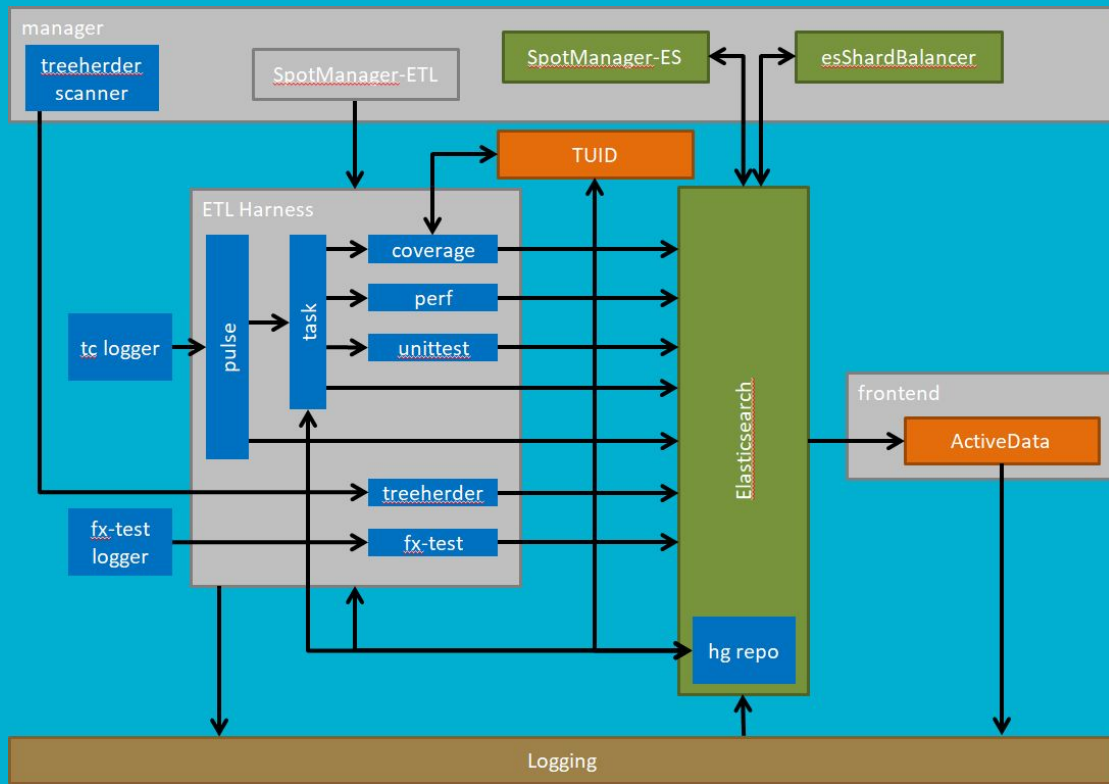 manager
treeherder
scanner
SpotManager-ETL
SpotManager-ES
esShardBalancer
TUID
ETL Harness
coverage
perf
unittest
task
pulse
tc logger
treeherder
fx-test
logger
fx-test
Elasticsearch
hg repo
frontend
ActiveData
Logging